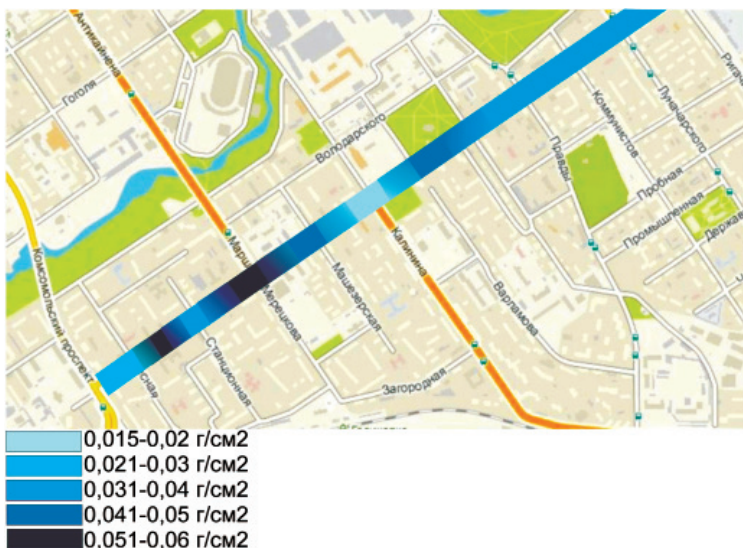 Антикайнена
Гоголя
Володарского
Коммунистов
Луначарского
Правды
Пробная
Промышленная
Комсомольский проспект
Мерецкова
Машезерская
Калинина
Варламова
Станционная
Загородная
0,015-0,02 г/см2
0,021-0,03 г/см2
0,031-0,04 г/см2
0,041-0,05 г/см2
0,051-0,06 г/см2